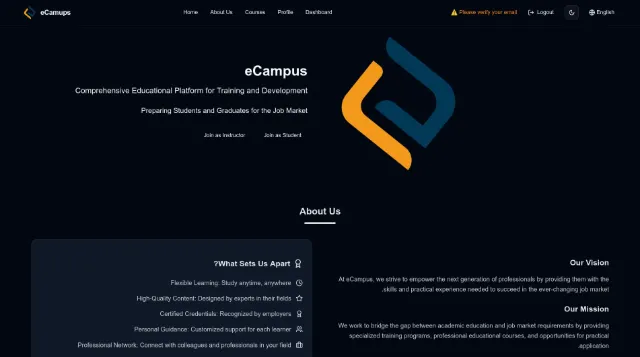 eCamups
Home About Us Courses Profile Dashboard
Please verify your email
Logout
English
eCampus
Comprehensive Educational Platform for Training and Development
Preparing Students and Graduates for the Job Market
Join as Instructor Join as Student
About Us
?What Sets Us Apart
Flexible Learning: Study anytime, anywhere
High-Quality Content: Designed by experts in their fields
Certified Credentials: Recognized by employers
Personal Guidance: Customized support for each learner
Professional Network: Connect with colleagues and professionals in your field
Our Vision
At eCampus, we strive to empower the next generation of professionals by providing them with the
.skills and practical experience needed to succeed in the ever-changing job market
Our Mission
We work to bridge the gap between academic education and job market requirements by providing
specialized training programs, professional educational courses, and opportunities for practical
.application